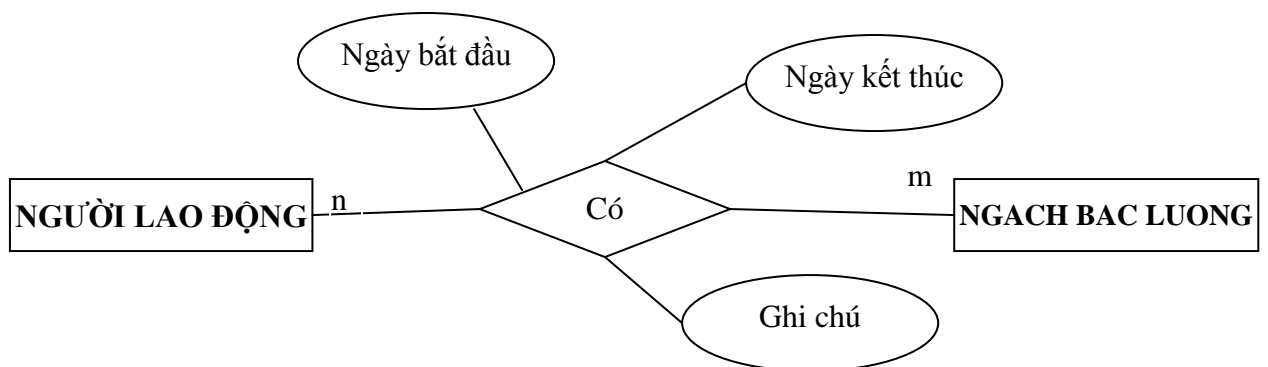 Ngày bắt đầu
Ngày kết thúc
NGƯỜI LAO ĐỘNG
n
Có
m
NGACH BAC LUONG
Ghi chú